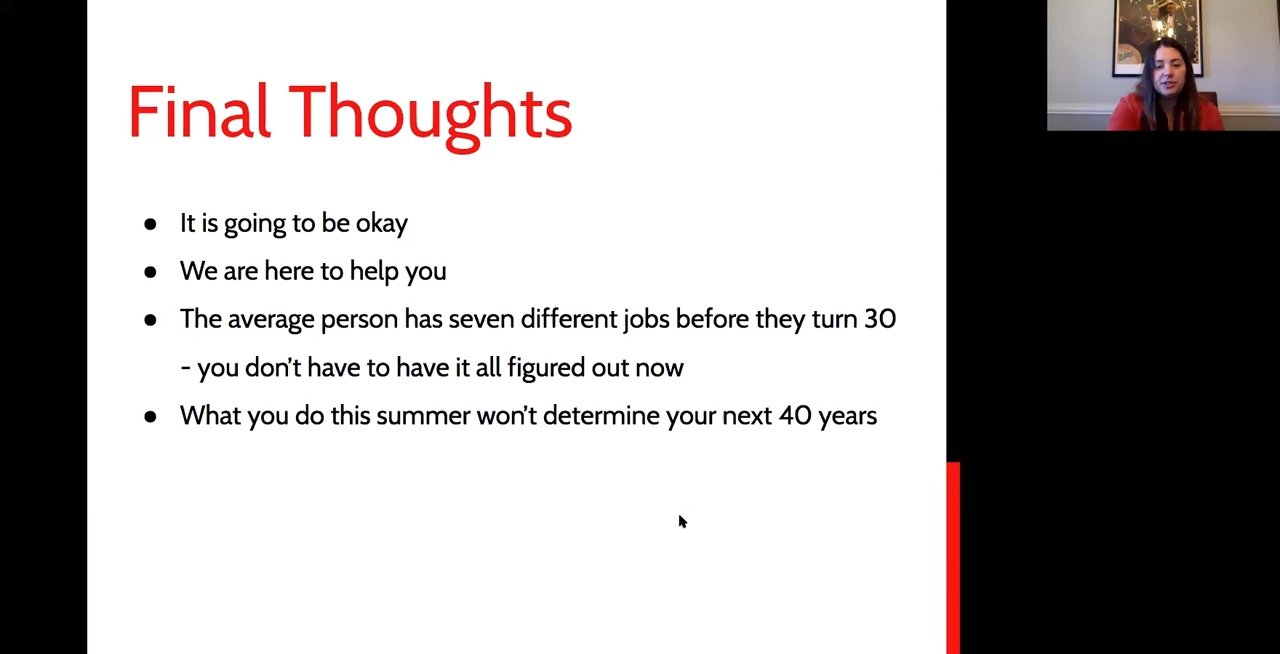 Final Thoughts
● It is going to be okay
● We are here to help you
● The average person has seven different jobs before they turn 30
- you don't have to have it all figured out now
● What you do this summer won't determine your next 40 years